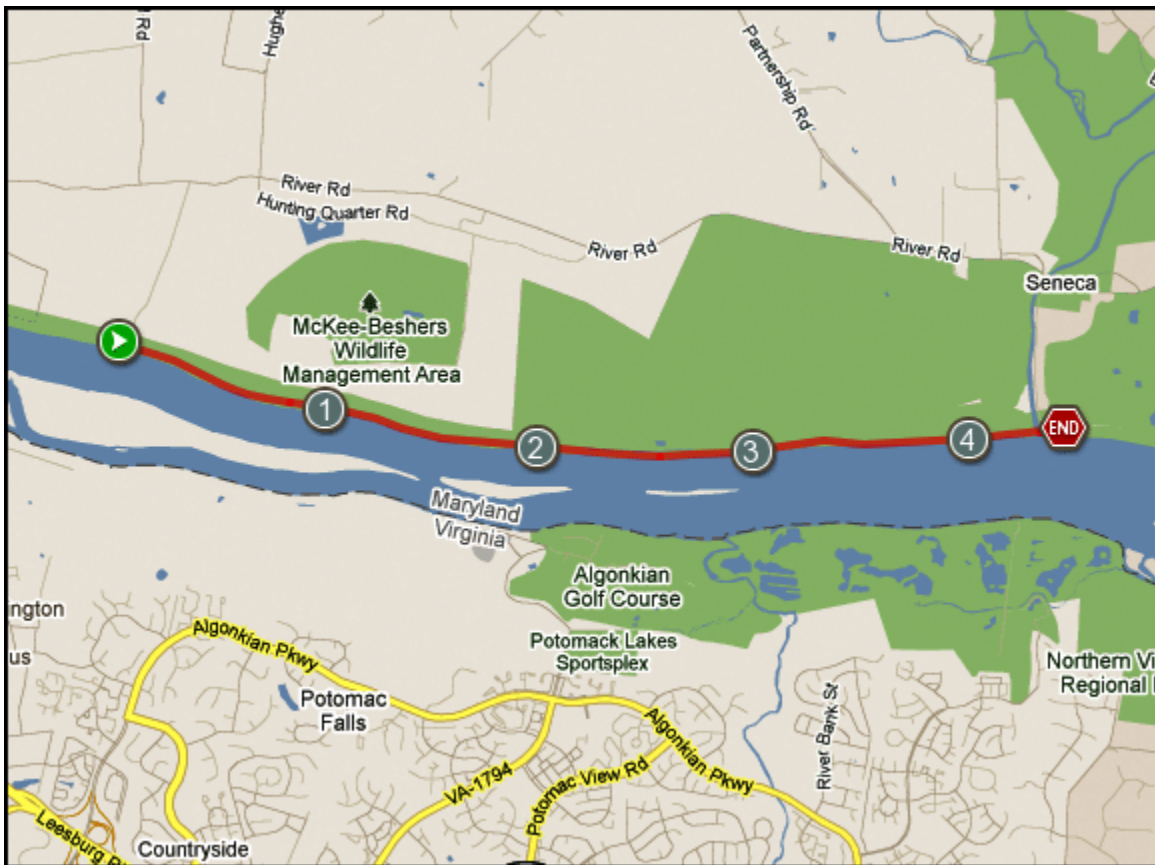 Rd
Hughe
Partnership Rd
River Rd
Hunting Quarter Rd
River Rd
River Rd
Seneca
McKee-Beshers
Wildlife
Management Area
1
2
3
4
END
Maryland
Virginia
Algonkian
Golf Course
ington
us
Algonkian Pkwy
Potomack Lakes
Sportsplex
Northern Vi
Regional
Potomac
Falls
River Bank St
Algonkian Pkwy
VA-1794
Potomac View Rd
Leesburg
Countryside